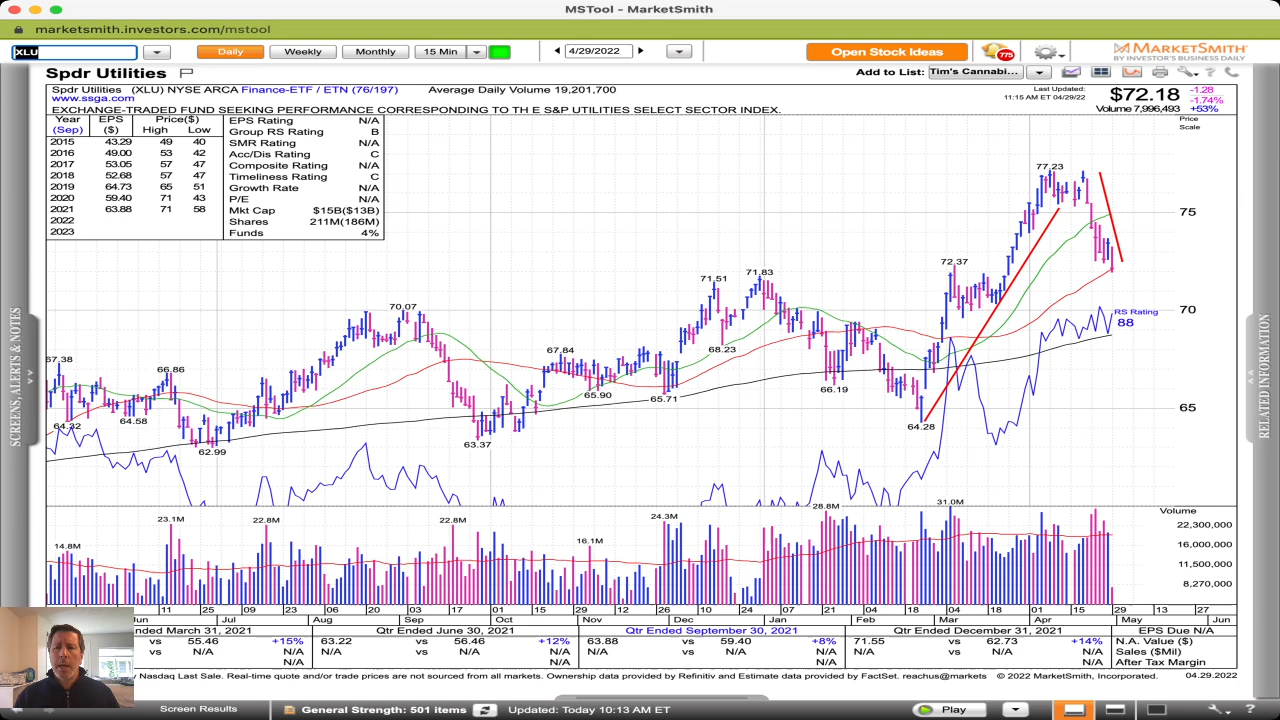 MSTool - MarketSmith
marketsmith.investors.com/mstool
XLU Daily Weekly Monthly 15 Min 4/29/2022 Open Stock Ideas 775 MARKETSMITH
BY INVESTOR'S BUSINESS DAILY
Spdr Utilities Add to List: Tim's Cannabi...
Spdr Utilities (XLU) NYSE ARCA Finance-ETF / ETN (76/197) Average Daily Volume 19,201,700
www.ssga.com
Last Updated:
11:15 AM ET 04/29/22
$72.18 -1.28
-1.74%
Volume 7,996,493 +53%
EXCHANGE-TRADED FUND SEEKING PERFORMANCE CORRESPONDING TO TH E S&P UTILITIES SELECT SECTOR INDEX.
Year EPS Price($)
(Sep) ($) High Low
2015 43.29 49 40
2016 49.00 53 42
2017 53.05 57 47
2018 52.68 57 47
2019 64.73 65 51
2020 59.40 71 43
2021 63.88 71 58
2022
2023
EPS Rating N/A
Group RS Rating B
SMR Rating N/A
Acc/Dis Rating C
Composite Rating N/A
Timeliness Rating C
Growth Rate N/A
P/E N/A
Mkt Cap $15B($13B)
Shares 211M(186M)
Funds 4%
Price
Scale
77.23
75
72.37
71.51 71.83
70.07
70
RS Rating
88
67.38
66.86
67.84
68.23
66.19
65.90
65.71
65
64.32
64.58
64.28
63.37
62.99
Volume
31.0M
28.8M
24.3M
23.1M
22.8M
22.8M
16.1M
14.8M
22,300,000
16,000,000
11,500,000
8,270,000
11 25 09 23 06 20 03 17 01 15 29 12 26 10 24 07 21 04 18 04 18 01 15 29 13 27
Jun Jul Aug Sep Oct Nov Dec Jan Feb Mar Apr May Jun
nded March 31, 2021 Qtr Ended June 30, 2021 Qtr Ended September 30, 2021 Qtr Ended December 31, 2021 EPS Due N/A
vs 55.46 +15% 63.22 vs 56.46 +12% 63.88 vs 59.40 +8% 71.55 vs 62.73 +14% N.A. Value ($)
vs N/A N/A N/A vs N/A N/A N/A vs N/A N/A N/A vs N/A N/A Sales ($Mil)
N/A N/A N/A N/A After Tax Margin
y Nasdaq Last Sale. Real-time quote and/or trade prices are not sourced from all markets. Ownership data provided by Refinitiv and Estimate data provided by FactSet. reachus@markets © 2022 MarketSmith, Incorporated. 04.29.2022
Screen Results General Strength: 501 items Updated: Today 10:13 AM ET Play
SCREENS, ALERTS & NOTES
RELATED INFORMATION